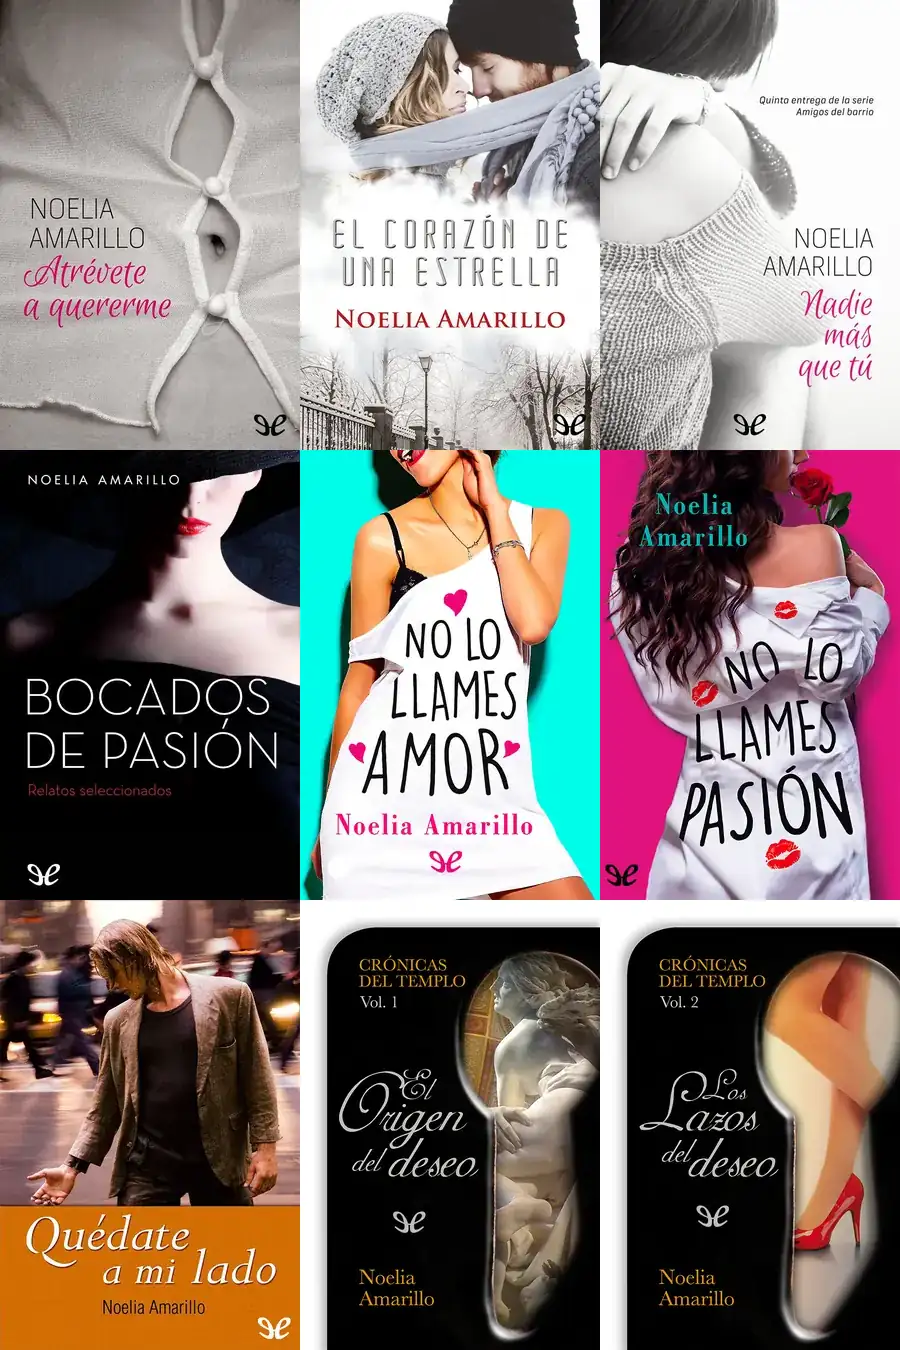 NOELIA
AMARILLO
Atrévete
a quererme
EL CORAZÓN DE
UNA ESTRELLA
NOELIA AMARILLO
Quinta entrega de la serie
Amigos del barrio
NOELIA
AMARILLO
Nadie
más
que tú
NOELIA AMARILLO
BOCADOS
DE PASIÓN
Relatos seleccionados
NO LO
LLAMES
AMOR
Noelia Amarillo
Noelia
Amarillo
NO LO
LLAMES
PASIÓN
Quédate
a mi lado
Noelia Amarillo
CRÓNICAS
DEL TEMPLO
Vol. 1
El
Origen
del deseo
Noelia
Amarillo
CRÓNICAS
DEL TEMPLO
Vol. 2
Los
Lazos
del deseo
Noelia
Amarillo